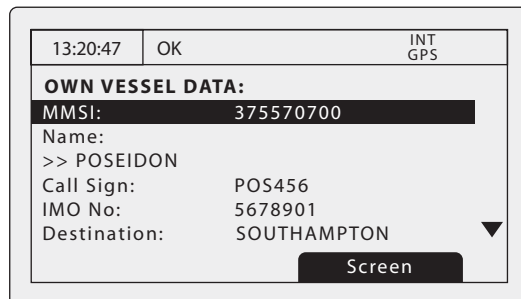 13:20:47 OK INT
GPS
OWN VESSEL DATA:
MMSI: 375570700
Name:
>> POSEIDON
Call Sign: POS456
IMO No: 5678901
Destination: SOUTHAMPTON
Screen